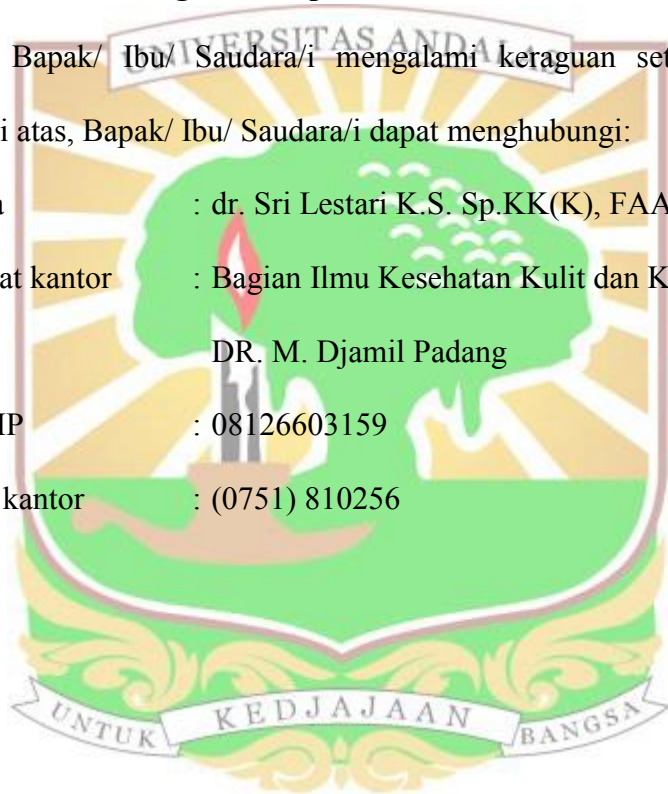 UNIVERSITAS ANDALAS
Bapak/ Ibu/ Saudara/i mengalami keraguan set
i atas, Bapak/ Ibu/ Saudara/i dapat menghubungi:
a : dr. Sri Lestari K.S. Sp.KK(K), FAA
at kantor : Bagian Ilmu Kesehatan Kulit dan K
DR. M. Djamil Padang
IP : 08126603159
kantor : (0751) 810256
UNTUK KEDJAJAAN BANGSA